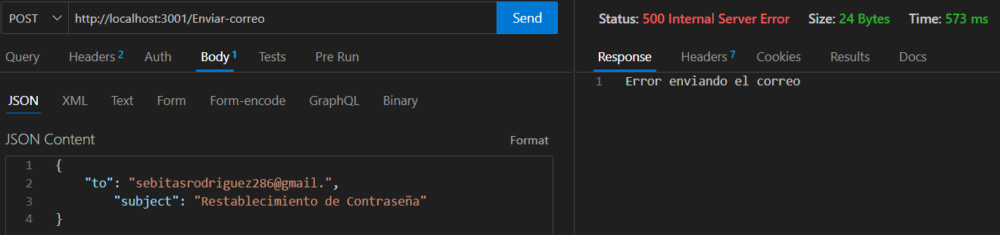 POST http://localhost:3001/Enviar-correo Send
Query Headers 2 Auth Body 1 Tests Pre Run
JSON XML Text Form Form-encode GraphQL Binary
JSON Content Format
1 {
2 "to": "sebitasrodriguez286@gmail.",
3 "subject": "Restablecimiento de Contraseña"
4 }
Status: 500 Internal Server Error Size: 24 Bytes Time: 573 ms
Response Headers 7 Cookies Results Docs
1 Error enviando el correo